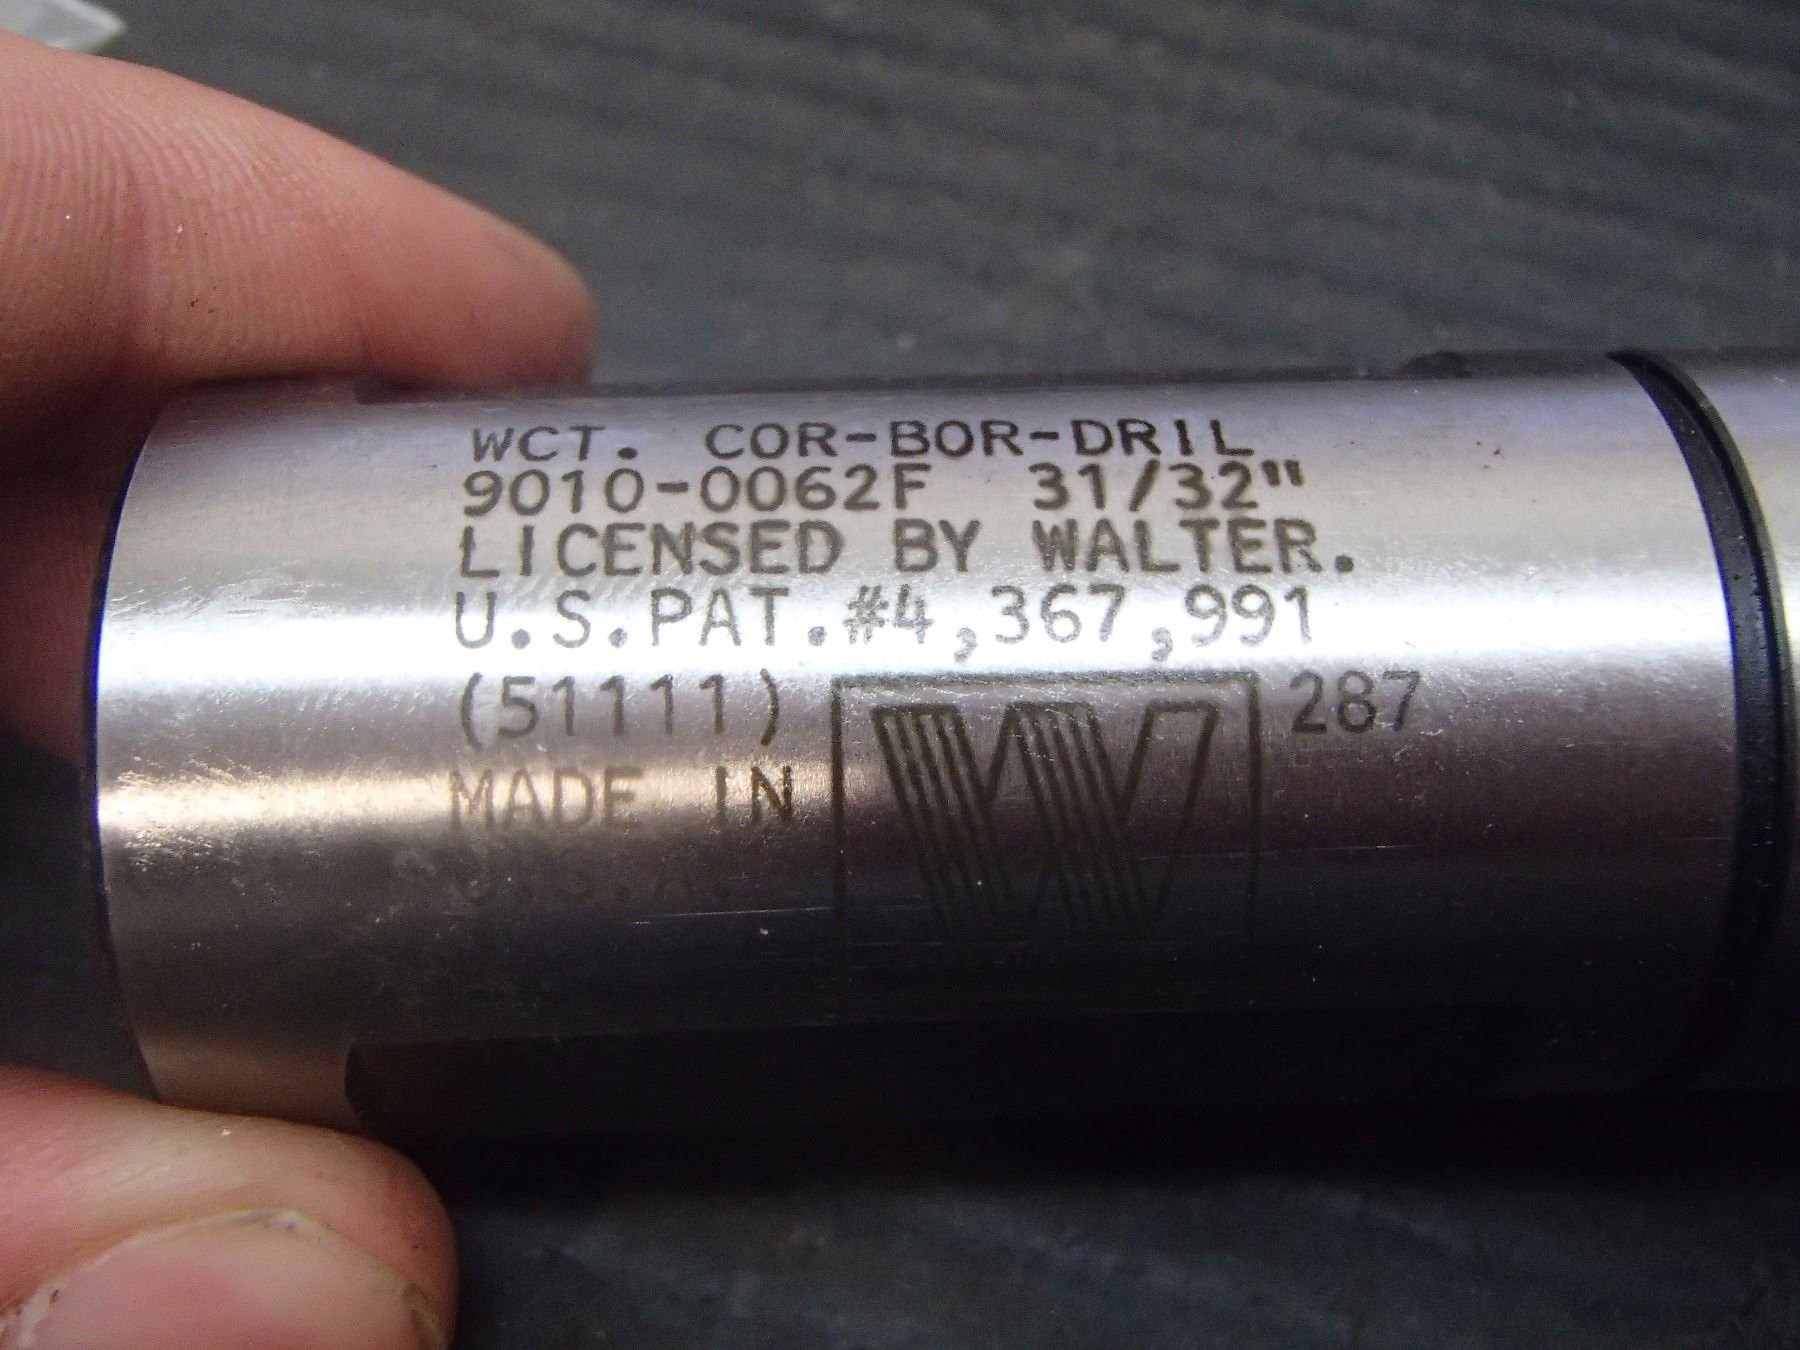 WCT. COR-BOR-DRIL
9010-0062F 31/32"
LICENSED BY WALTER.
U.S.PAT.#4,367,991
(51111) W 287
MADE IN
U.S.A.